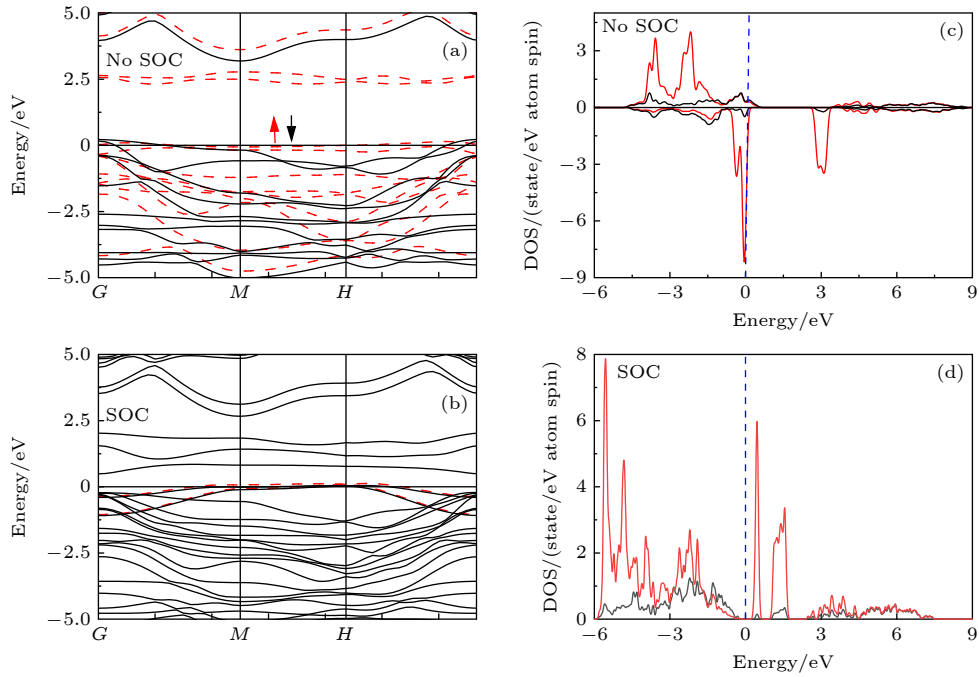 5.0
(a)
No SOC
2.5
0
−2.5
−5.0
G
M
H
Energy/eV
No SOC
(c)
5
3
0
−3
−6
−9
−6
−3
0
3
6
9
DOS/(state/eV atom spin)
Energy/eV
5.0
(b)
SOC
2.5
0
−2.5
−5.0
G
M
H
Energy/eV
SOC
(d)
8
6
4
2
0
−6
−3
0
3
6
9
DOS/(state/eV atom spin)
Energy/eV